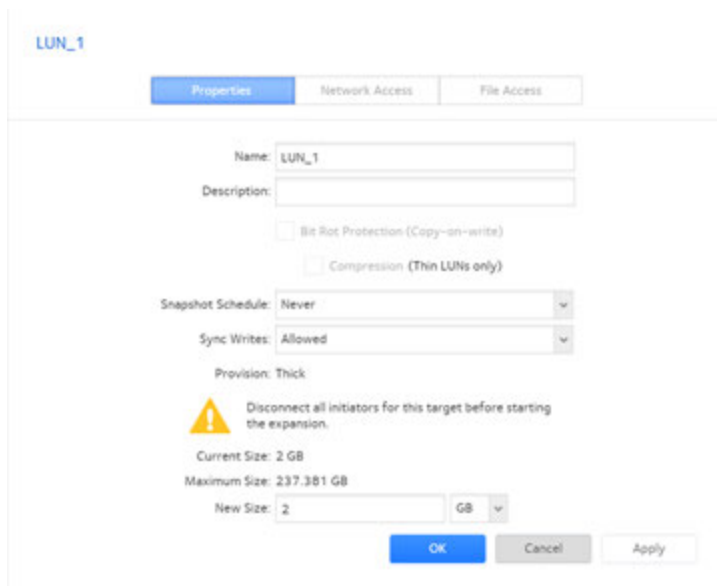 LUN_1
Properties Network Access File Access
Name: LUN_1
Description:
Bit Rot Protection (Copy-on-write)
Compression (Thin LUNs only)
Snapshot Schedule: Never
Sync Writes: Allowed
Provision: Thick
Disconnect all initiators for this target before starting
the expansion.
Current Size: 2 GB
Maximum Size: 237.381 GB
New Size: 2 GB
OK Cancel Apply